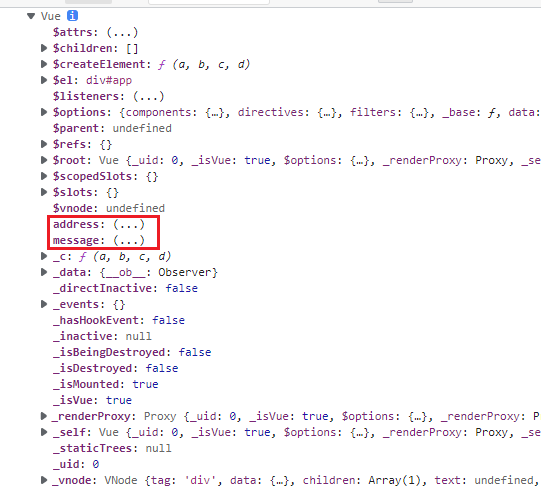 Vue i
$attrs: (...)
$children: []
$createElement: ƒ (a, b, c, d)
$el: div#app
$listeners: (...)
$options: {components: {…}, directives: {…}, filters: {…}, _base: ƒ, data:
$parent: undefined
$refs: {}
$root: Vue {_uid: 0, _isVue: true, $options: {…}, _renderProxy: Proxy, _se
$scopedSlots: {}
$slots: {}
$vnode: undefined
address: (...)
message: (...)
_c: ƒ (a, b, c, d)
_data: {__ob__: Observer}
_directInactive: false
_events: {}
_hasHookEvent: false
_inactive: null
_isBeingDestroyed: false
_isDestroyed: false
_isMounted: true
_isVue: true
_renderProxy: Proxy {_uid: 0, _isVue: true, $options: {…}, _renderProxy: P
_self: Vue {_uid: 0, _isVue: true, $options: {…}, _renderProxy: Proxy, _se
_staticTrees: null
_uid: 0
_vnode: VNode {tag: 'div', data: {…}, children: Array(1), text: undefined,